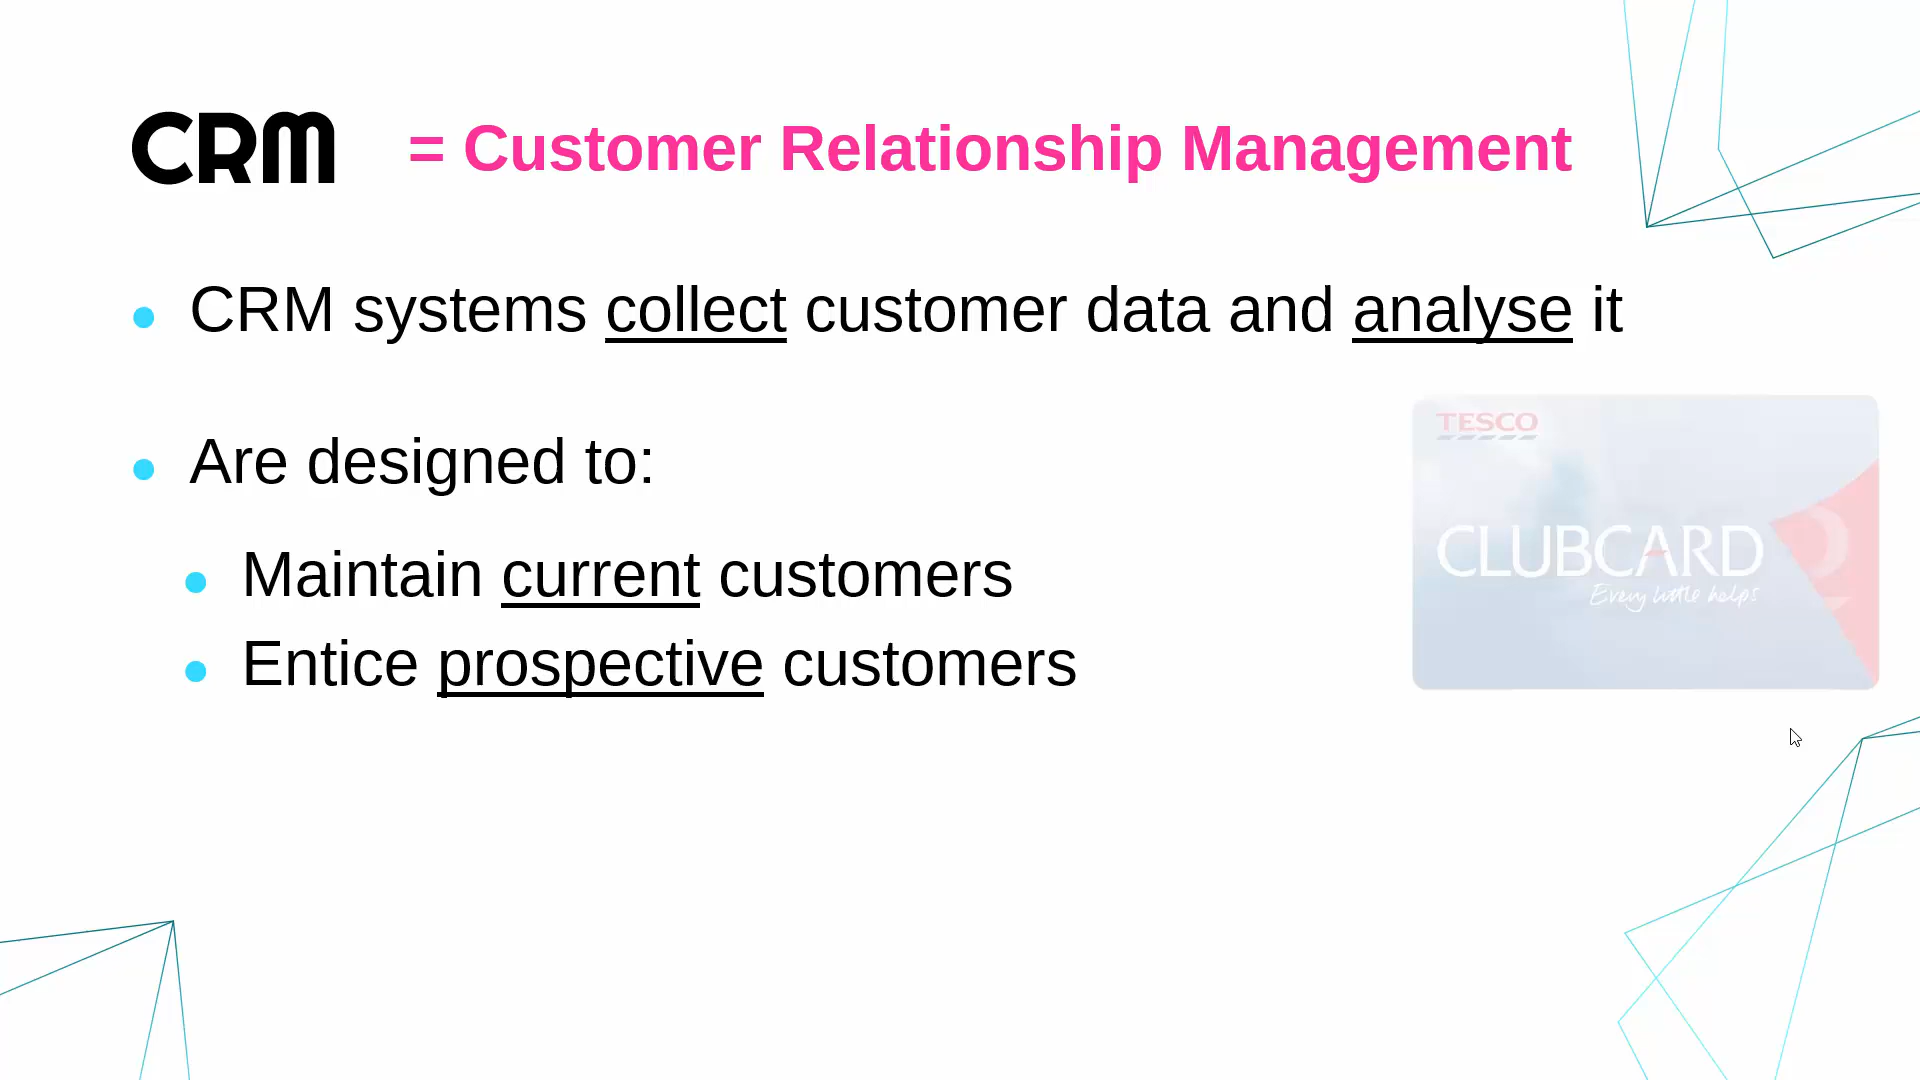 CRM = Customer Relationship Management
CRM systems collect customer data and analyse it
Are designed to:
Maintain current customers
Entice prospective customers
TESCO
CLUBCARD
Every little helps